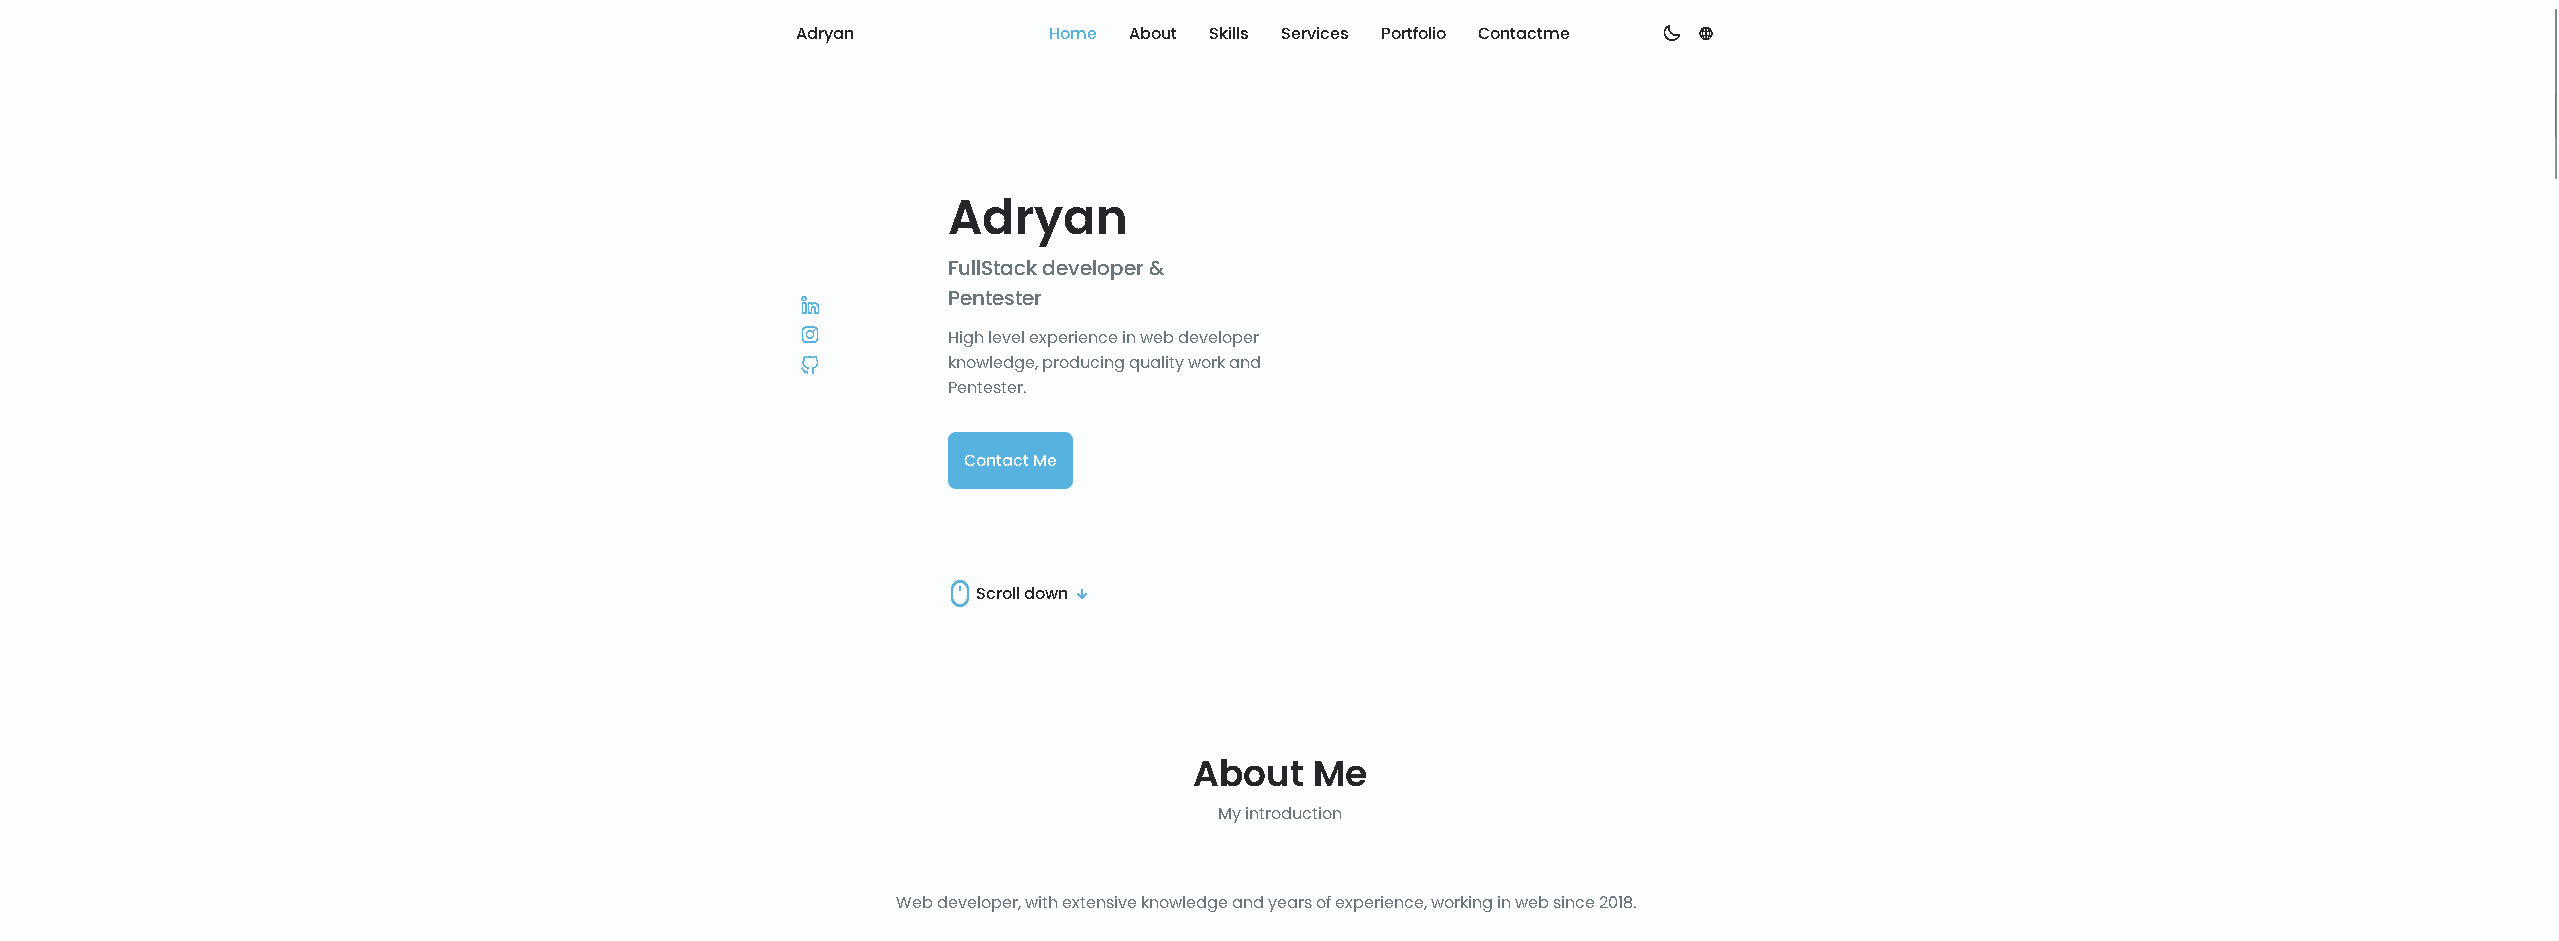 Adryan Home About Skills Services Portfolio Contactme
Adryan
FullStack developer &
Pentester
High level experience in web developer
knowledge, producing quality work and
Pentester.
Contact Me
Scroll down
About Me
My introduction
Web developer, with extensive knowledge and years of experience, working in web since 2018.